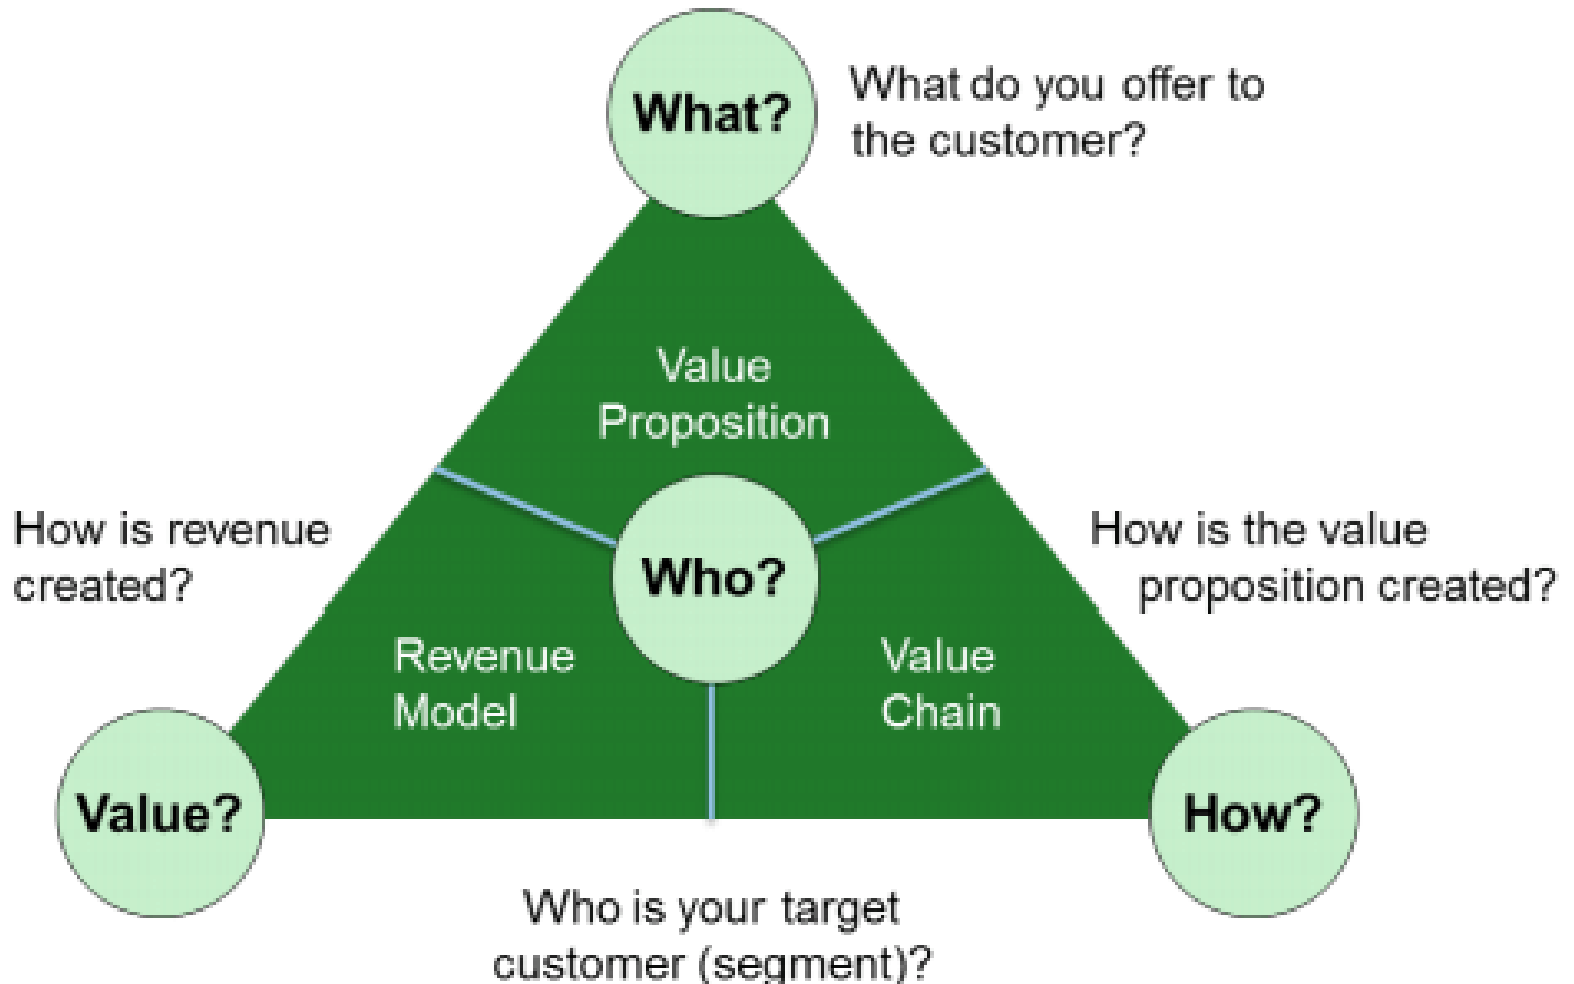 What?
What do you offer to
the customer?
Value
Proposition
How is revenue
created?
Who?
How is the value
proposition created?
Revenue
Model
Value
Chain
Value?
How?
Who is your target
customer (segment)?